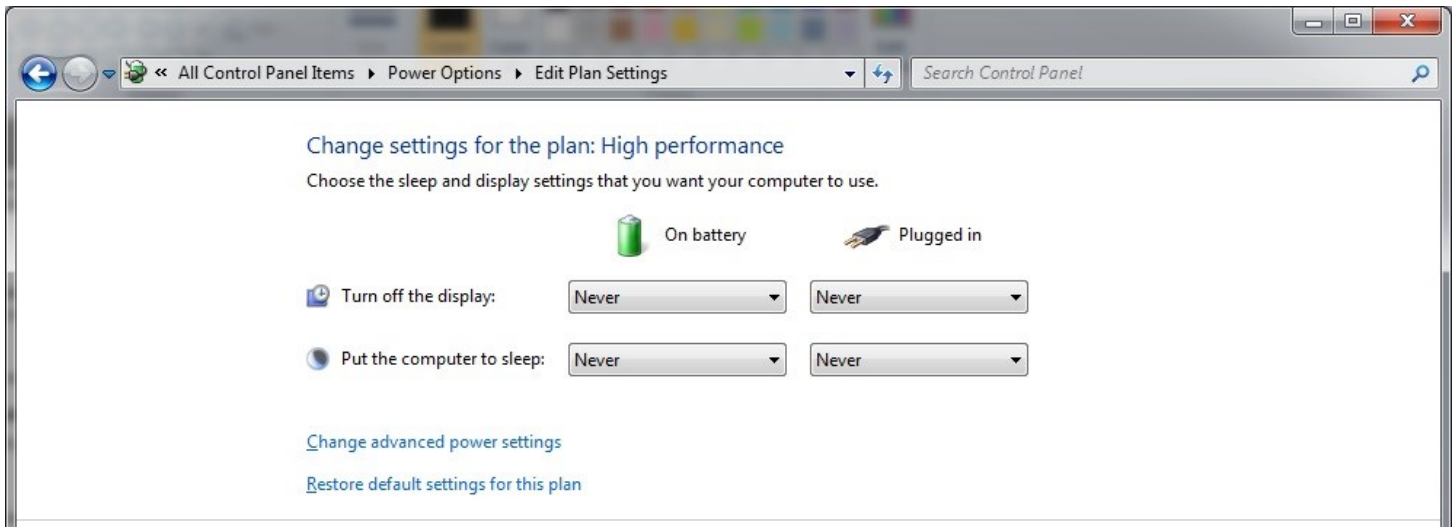 « All Control Panel Items ▸ Power Options ▸ Edit Plan Settings
Search Control Panel
Change settings for the plan: High performance
Choose the sleep and display settings that you want your computer to use.
On battery Plugged in
Turn off the display: Never Never
Put the computer to sleep: Never Never
Change advanced power settings
Restore default settings for this plan